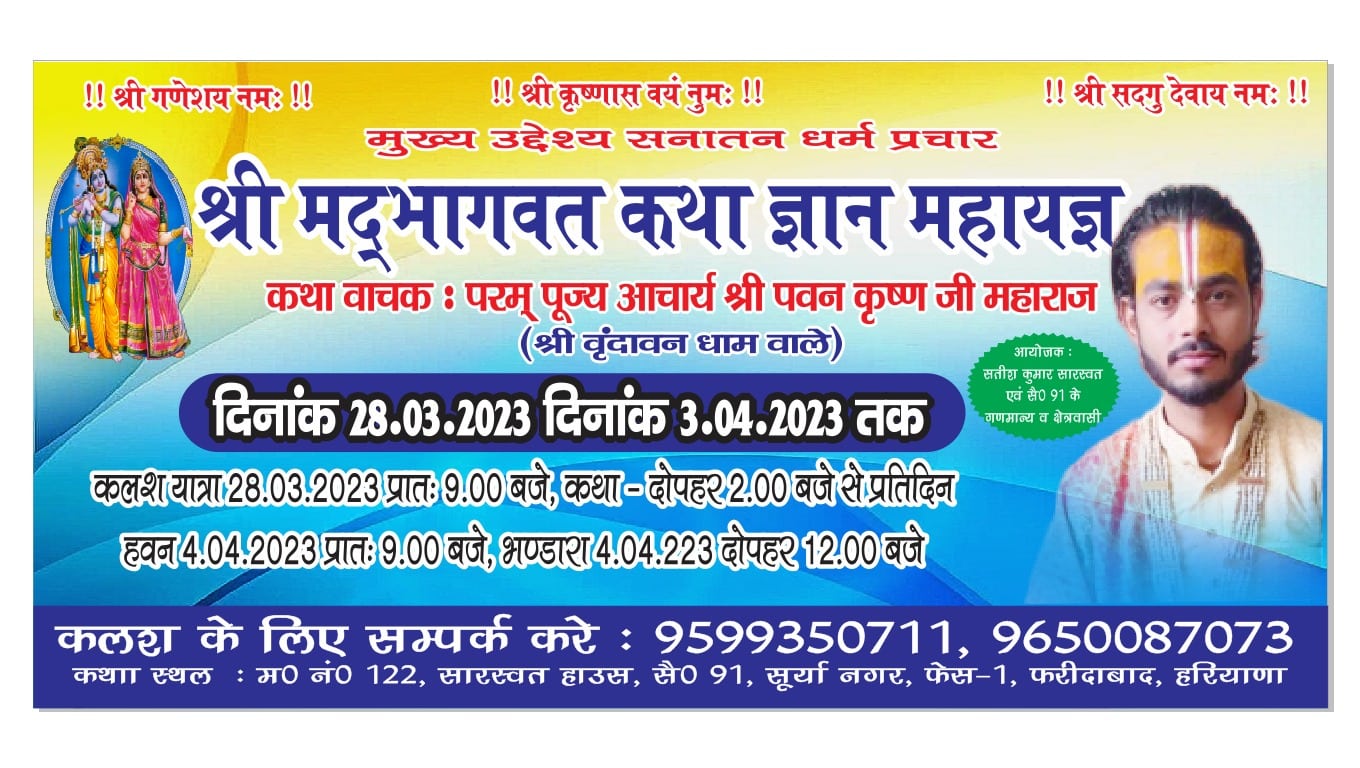 !! श्री गणेशय नमः !!
!! श्री कृष्णास वयं नुमः !!
!! श्री सदगु देवाय नमः !!
मुख्य उद्देश्य सनातन धर्म प्रचार
श्री मद्भागवत कथा ज्ञान महायज्ञ
कथा वाचक : परम् पूज्य आचार्य श्री पवन कृष्ण जी महाराज
(श्री वृंदावन धाम वाले)
आयोजक :
सतीश कुमार सारस्वत
एवं सै0 91 के
गणमान्य व क्षेत्रवासी
दिनांक 28.03.2023 दिनांक 3.04.2023 तक
कलश यात्रा 28.03.2023 प्रातः 9.00 बजे, कथा - दोपहर 2.00 बजे से प्रतिदिन
हवन 4.04.2023 प्रातः 9.00 बजे, भण्डारा 4.04.223 दोपहर 12.00 बजे
कलश के लिए सम्पर्क करे : 9599350711, 9650087073
कथाा स्थल : म0 नं0 122, सारस्वत हाउस, सै0 91, सूर्या नगर, फेस-1, फरीदाबाद, हरियाणा